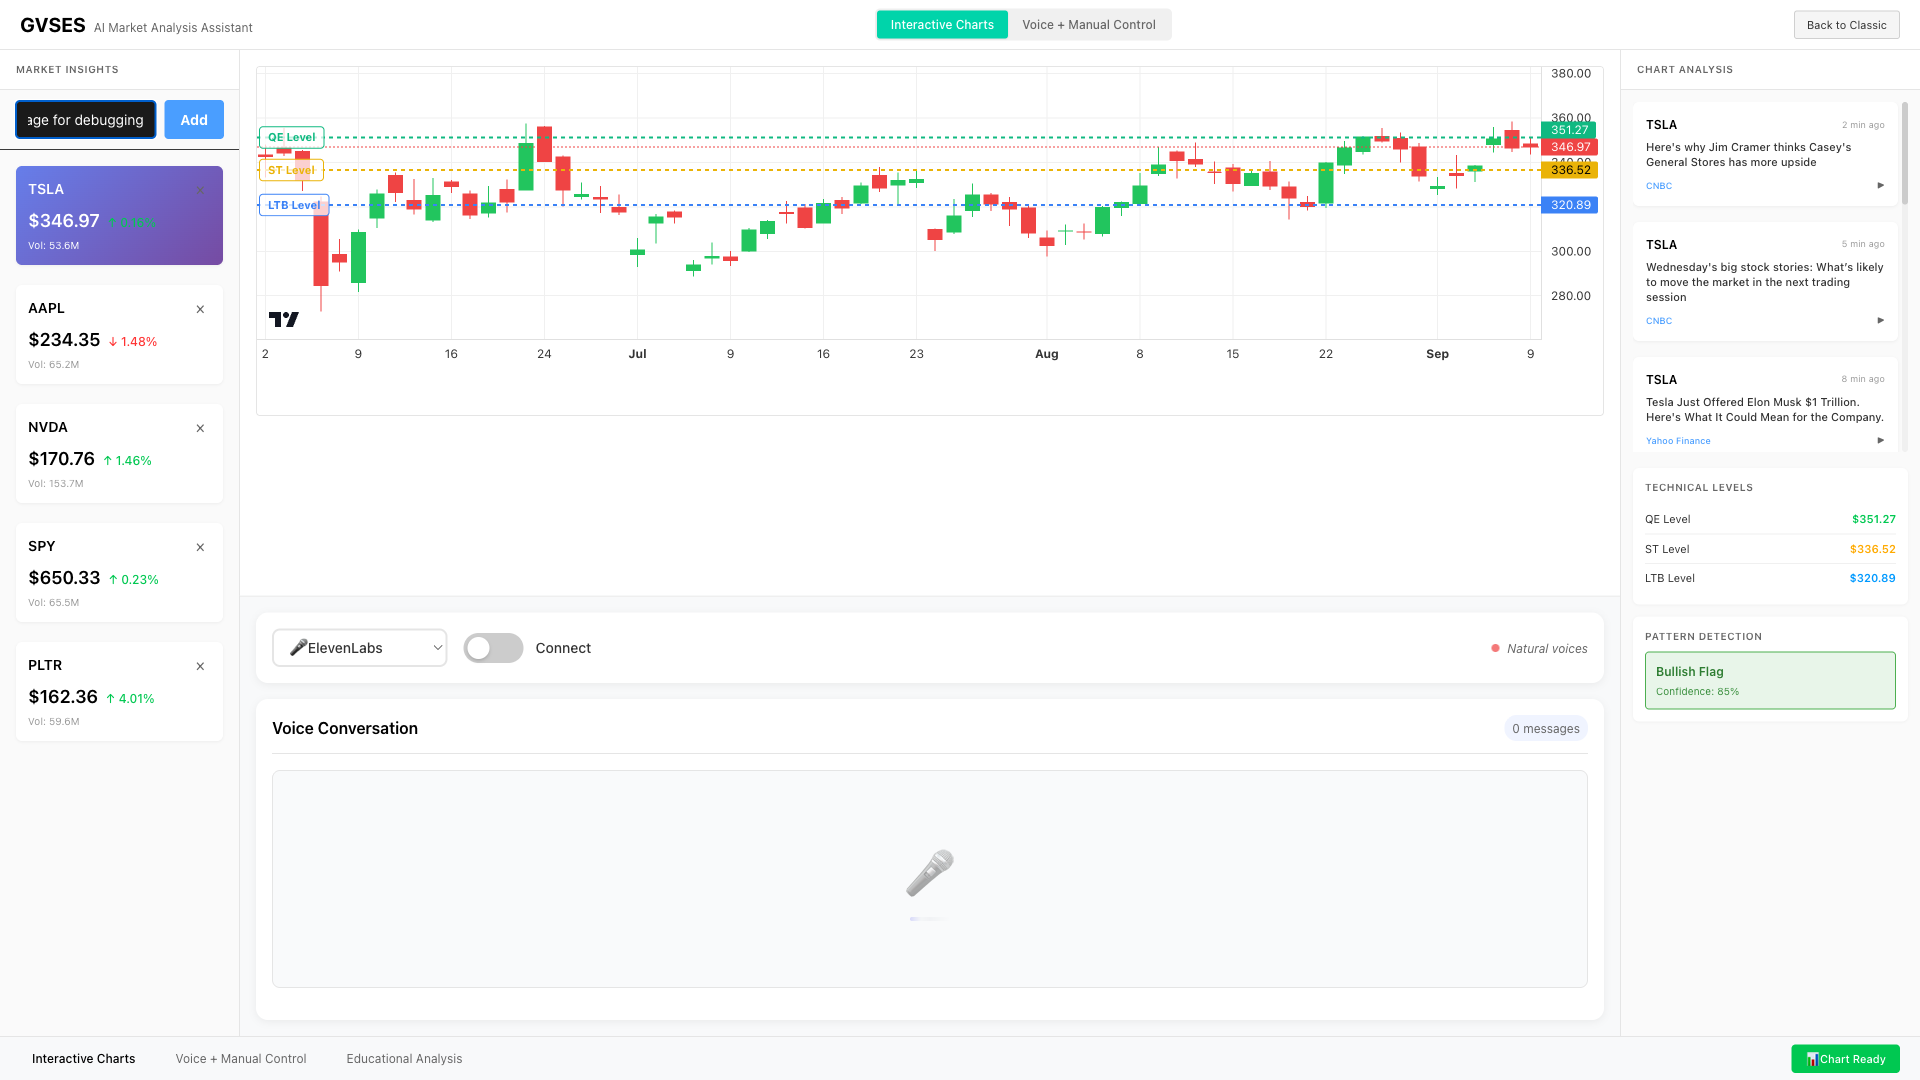 GVSES AI Market Analysis Assistant
Interactive Charts
Voice + Manual Control
Back to Classic
MARKET INSIGHTS
age for debugging
Add
TSLA
$346.97 ↑ 0.16%
Vol: 53.6M
AAPL ×
$234.35 ↓ 1.48%
Vol: 65.2M
NVDA ×
$170.76 ↑ 1.46%
Vol: 153.7M
SPY ×
$650.33 ↑ 0.23%
Vol: 65.5M
PLTR ×
$162.36 ↑ 4.01%
Vol: 59.6M
QE Level
ST Level
LTB Level
380.00
360.00
351.27
346.97
340.00
336.52
320.89
300.00
280.00
2 9 16 24 Jul 9 16 23 Aug 8 15 22 Sep 9
🎤ElevenLabs
Connect
Natural voices
Voice Conversation
0 messages
CHART ANALYSIS
TSLA 2 min ago
Here's why Jim Cramer thinks Casey's
General Stores has more upside
CNBC ▶
TSLA 5 min ago
Wednesday's big stock stories: What's likely
to move the market in the next trading
session
CNBC ▶
TSLA 8 min ago
Tesla Just Offered Elon Musk $1 Trillion.
Here's What It Could Mean for the Company.
Yahoo Finance ▶
TECHNICAL LEVELS
QE Level $351.27
ST Level $336.52
LTB Level $320.89
PATTERN DETECTION
Bullish Flag
Confidence: 85%
Interactive Charts
Voice + Manual Control
Educational Analysis
📊Chart Ready